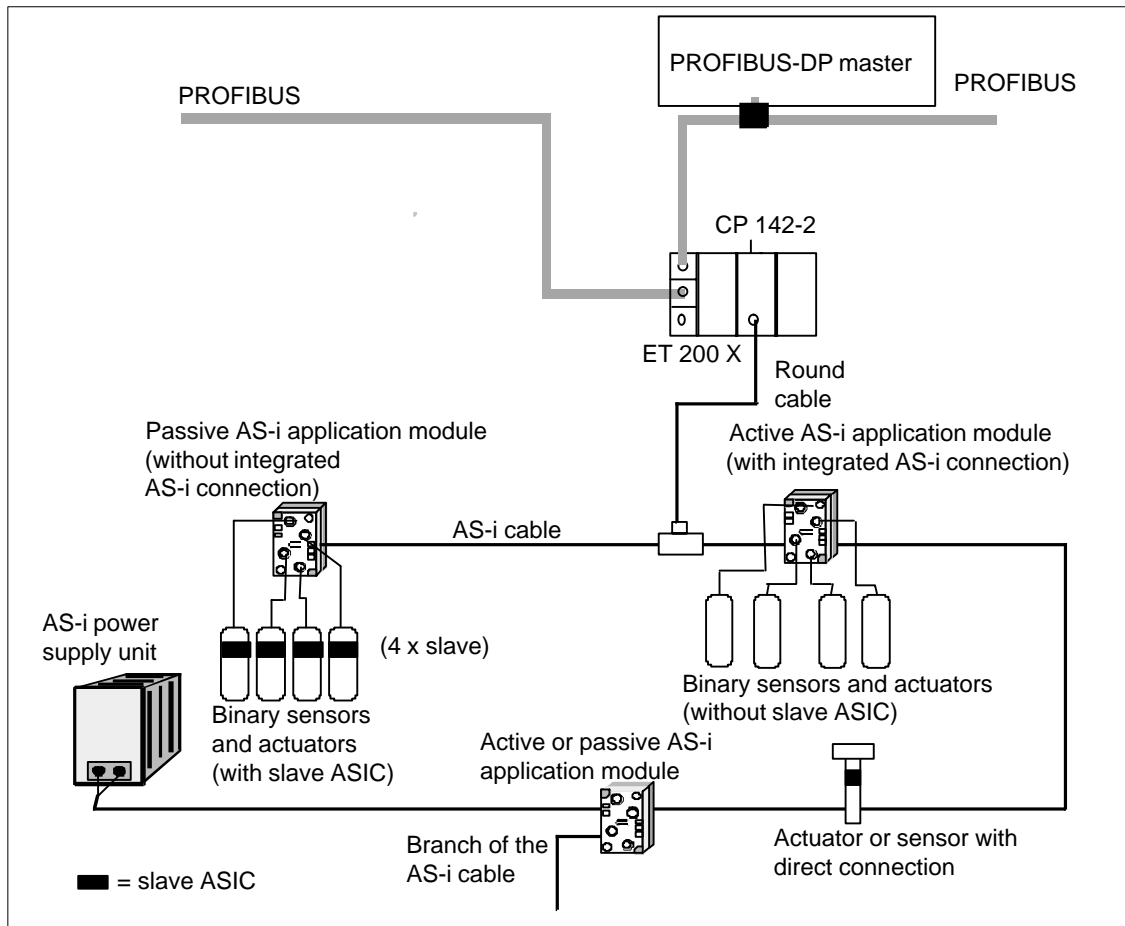 PROFIBUS-DP master
PROFIBUS
PROFIBUS
CP 142-2
ET 200 X
Round
cable
Passive AS-i application module
(without integrated
AS-i connection)
Active AS-i application module
(with integrated AS-i connection)
AS-i cable
AS-i power
supply unit
(4 x slave)
Binary sensors
and actuators
(with slave ASIC)
Binary sensors and actuators
(without slave ASIC)
Active or passive AS-i
application module
Branch of the
AS-i cable
Actuator or sensor with
direct connection
= slave ASIC